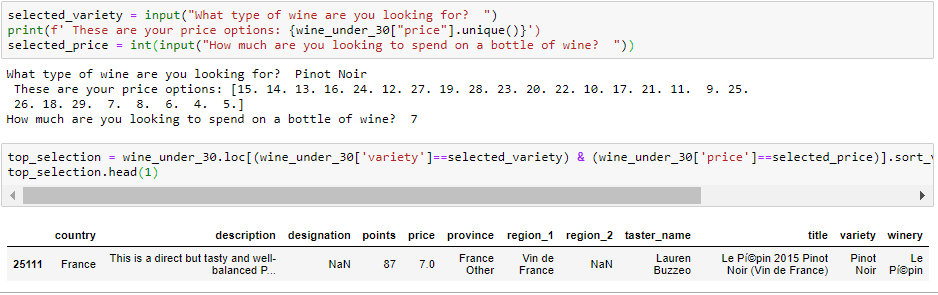 selected_variety = input("What type of wine are you looking for?  ")
print(f' These are your price options: {wine_under_30["price"].unique()}')
selected_price = int(input("How much are you looking to spend on a bottle of wine?  "))
What type of wine are you looking for?  Pinot Noir
 These are your price options: [15. 14. 13. 16. 24. 12. 27. 19. 28. 23. 20. 22. 10. 17. 21. 11.  9. 25.
 26. 18. 29.  7.  8.  6.  4.  5.]
How much are you looking to spend on a bottle of wine?  7
top_selection = wine_under_30.loc[(wine_under_30['variety']==selected_variety) & (wine_under_30['price']==selected_price)].sort_
top_selection.head(1)
country description designation points price province region_1 region_2 taster_name title variety winery
25111 France This is a direct but tasty and well- NaN 87 7.0 France Vin de NaN Lauren Le Pí©pin 2015 Pinot Pinot Le
balanced P... Other France Buzzeo Noir (Vin de France) Noir Pí©pin